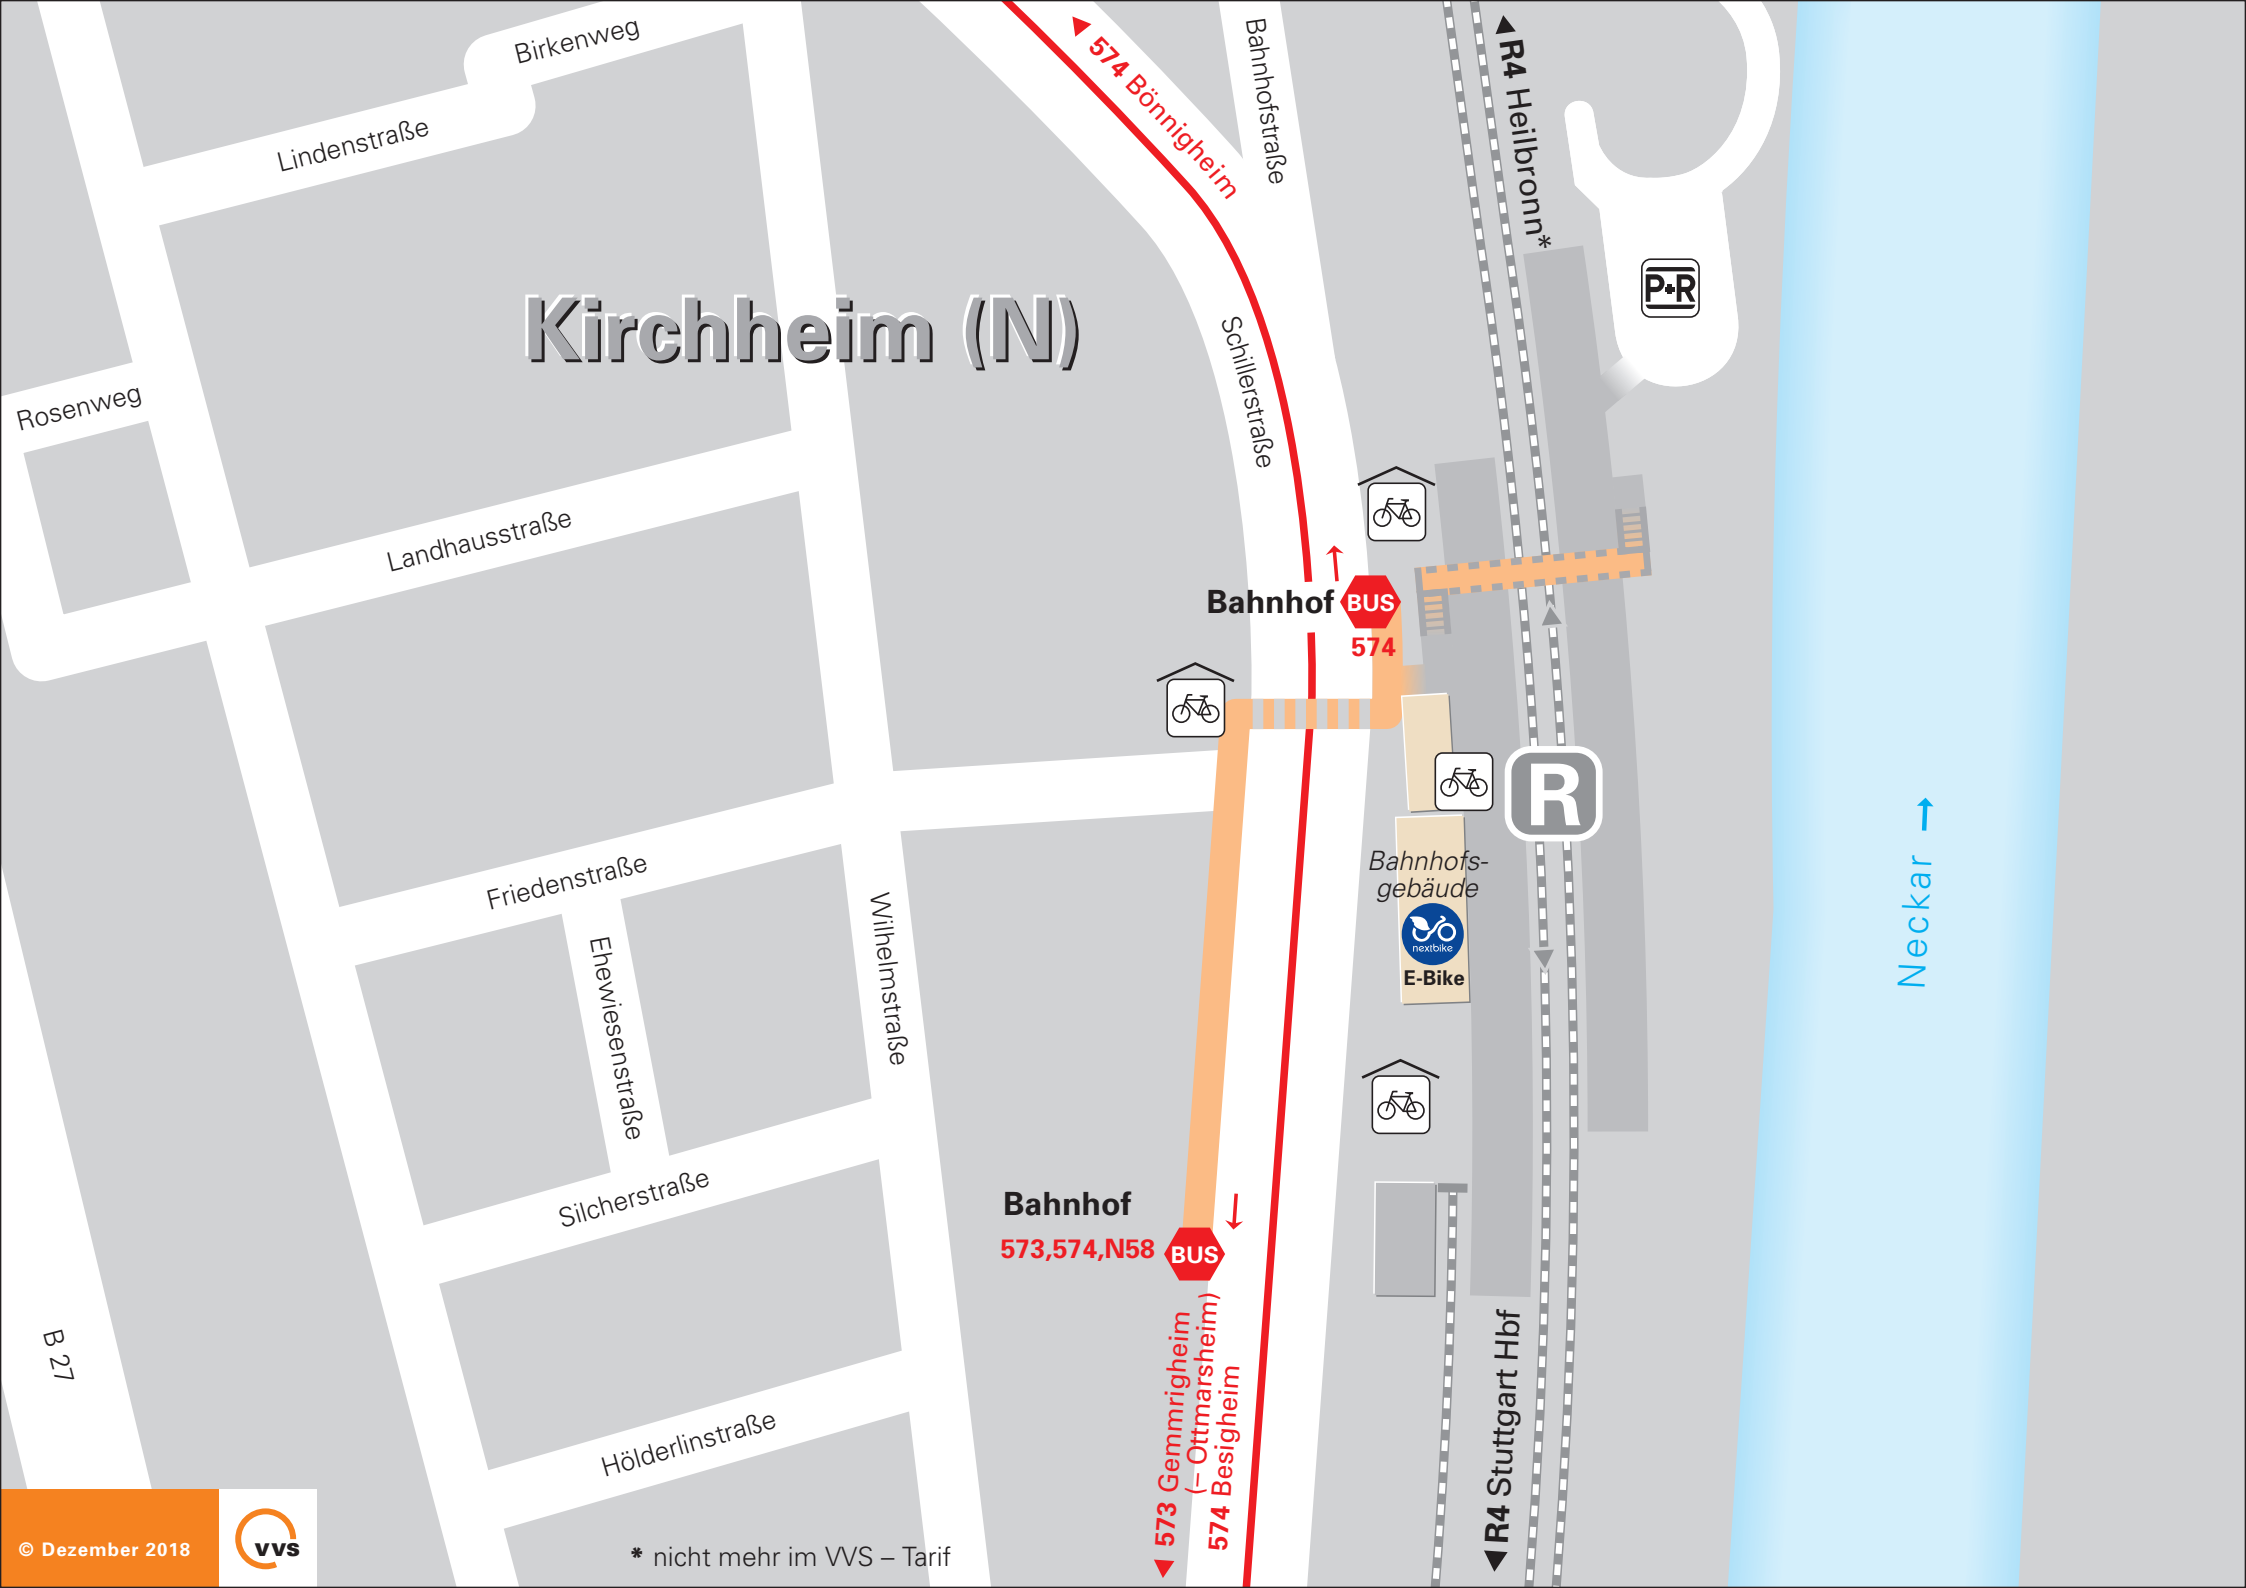 Birkenweg
Lindenstraße
574 Bönnigheim
Bahnhofstraße
R4 Heilbronn*
P+R
Kirchheim (N)
Schillerstraße
Rosenweg
Landhausstraße
Bahnhof
BUS
574
R
Bahnhofs-
gebäude
nextbike
E-Bike
Neckar
Friedenstraße
Ehewiesenstraße
Wilhelmstraße
Silcherstraße
Bahnhof
573,574,N58
BUS
573 Gemmrigheim
(– Ottmarsheim)
574 Besigheim
R4 Stuttgart Hbf
B 27
Hölderlinstraße
© Dezember 2018
vvs
* nicht mehr im VVS – Tarif